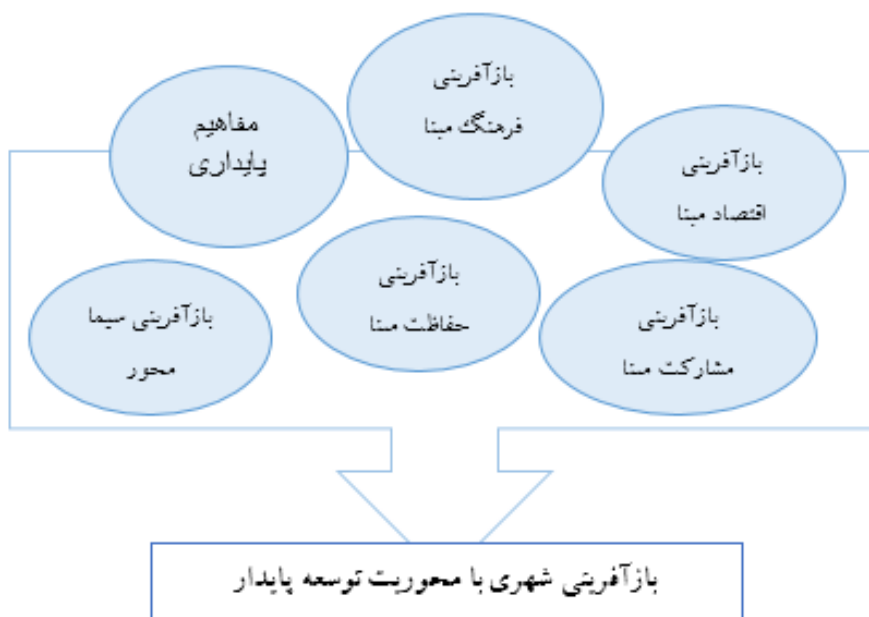 بازآفرینی
فرهنگ مبنا
مفاهیم
پایداری
بازآفرینی
اقتصاد مبنا
بازآفرینی
حفاظت مبنا
بازآفرینی سیما
محور
بازآفرینی
مشارکت مبنا
بازآفرینی شهری با محوریت توسعه پایدار